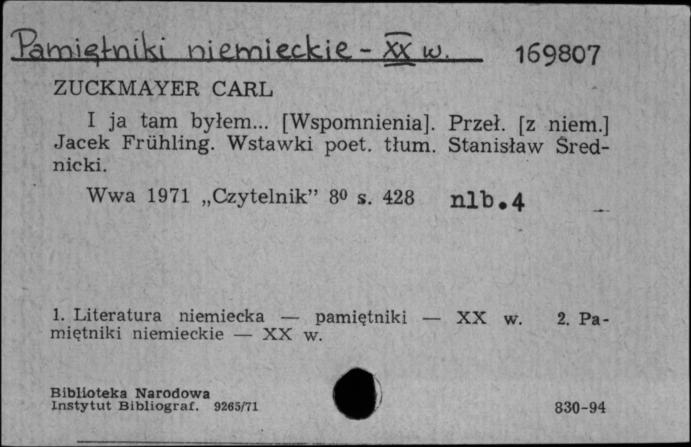 Pamiętniki niemieckie - XX w. 169807
ZUCKMAYER CARL
I ja tam byłem... [Wspomnienia]. Przeł. [z niem.]
Jacek Frühling. Wstawki poet. tłum. Stanisław Śred-
nicki.
Wwa 1971 „Czytelnik” 8⁰ s. 428 nlb.4
1. Literatura niemiecka — pamiętniki — XX w. 2. Pa-
miętniki niemieckie — XX w.
Biblioteka Narodowa
Instytut Bibliograf. 9265/71 830-94